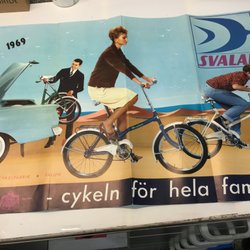 1969
SVALAN
- cykeln för hela fam